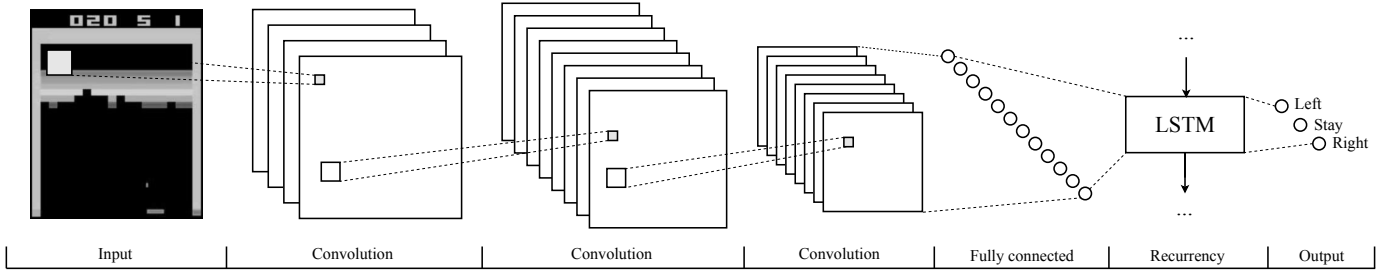 020 5 1
...
LSTM
Left
Stay
Right
...
Input
Convolution
Convolution
Convolution
Fully connected
Recurrency
Output